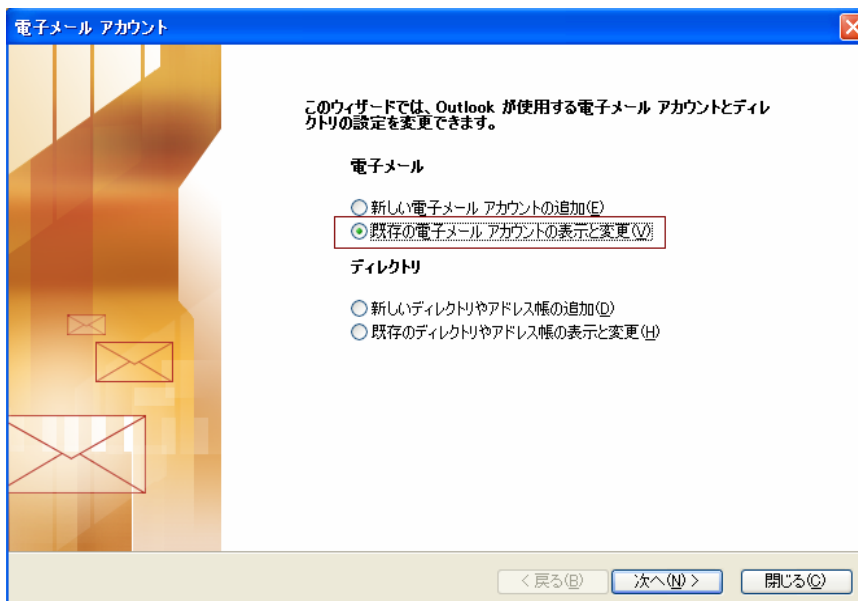 電子メール アカウント
このウィザードでは、Outlook が使用する電子メール アカウントとディレ
クトリの設定を変更できます。
電子メール
新しい電子メール アカウントの追加(E)
既存の電子メール アカウントの表示と変更(V)
ディレクトリ
新しいディレクトリやアドレス帳の追加(D)
既存のディレクトリやアドレス帳の表示と変更(H)
< 戻る(B) 次へ(N) > 閉じる(C)